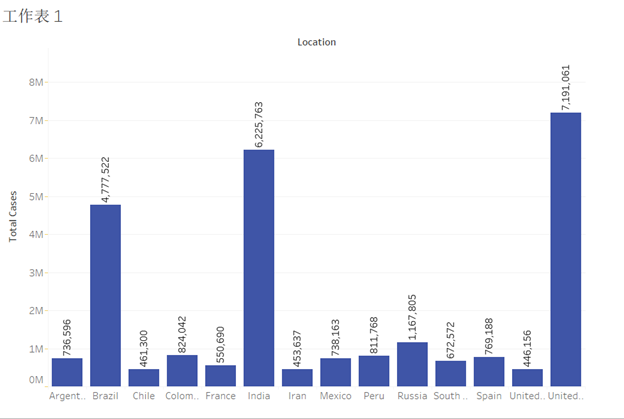 工作表 1
Location
Total Cases
8M
7M
6M
5M
4M
3M
2M
1M
0M
736,596
4,777,522
461,300
824,042
550,690
6,225,763
453,637
738,163
811,768
1,167,805
672,572
769,188
446,156
7,191,061
Argent.. Brazil Chile Colom.. France India Iran Mexico Peru Russia South .. Spain United.. United..